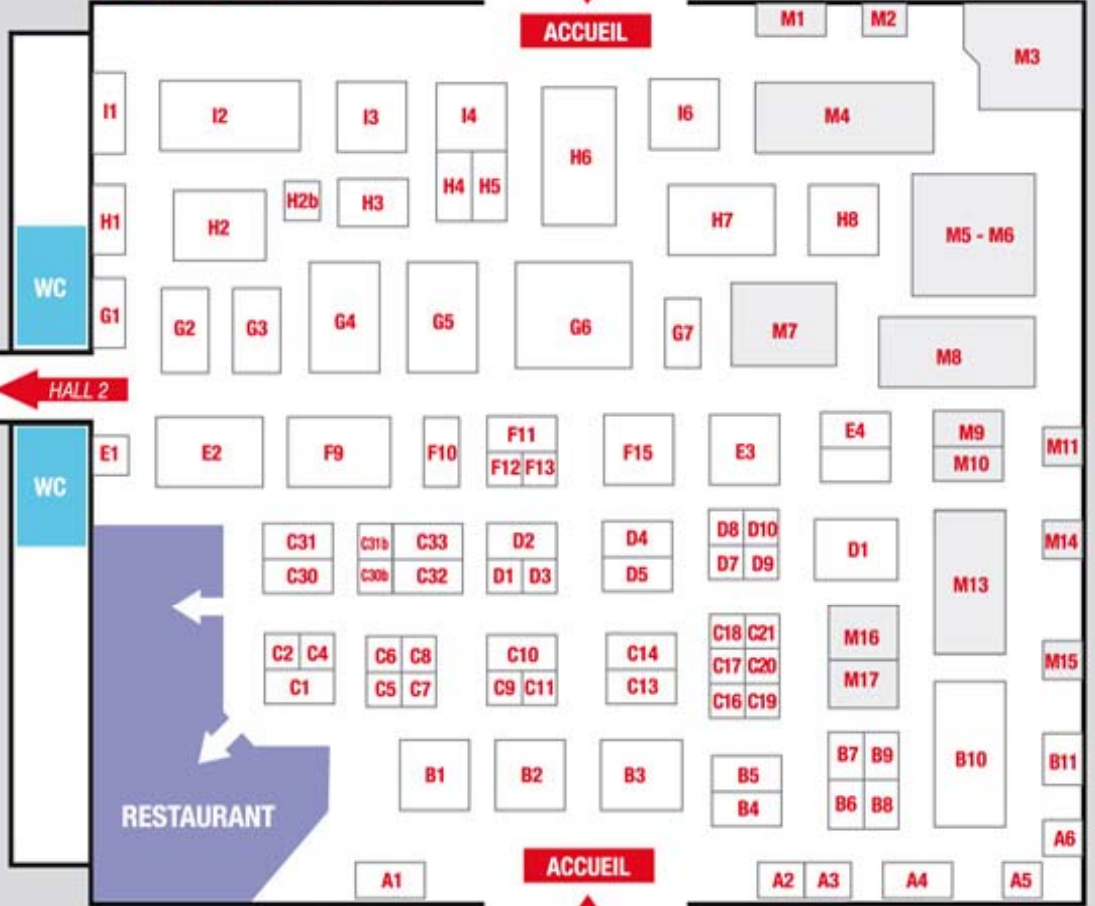 M1 M2
ACCUEIL
M3
I1 I2 I3 I4 I6 M4
H6
H4 H5
H2b H3
H1 H2 H7 H8 M5 - M6
WC
G1 G2 G3 G4 G5 G6 G7 M7
M8
HALL 2
E1 E2 F9 F10 F11 F15 E3 E4 M9 M11
F12 F13 M10
WC
C31 C31b C33 D2 D4 D8 D10 D1 M14
C30 C30b C32 D1 D3 D5 D7 D9 M13
C2 C4 C6 C8 C10 C14 C18 C21 M16 M15
C17 C20
C1 C5 C7 C9 C11 C13 C16 C19 M17
B1 B2 B3 B5 B7 B9 B10 B11
B4 B6 B8
RESTAURANT
A6
ACCUEIL
A1 A2 A3 A4 A5